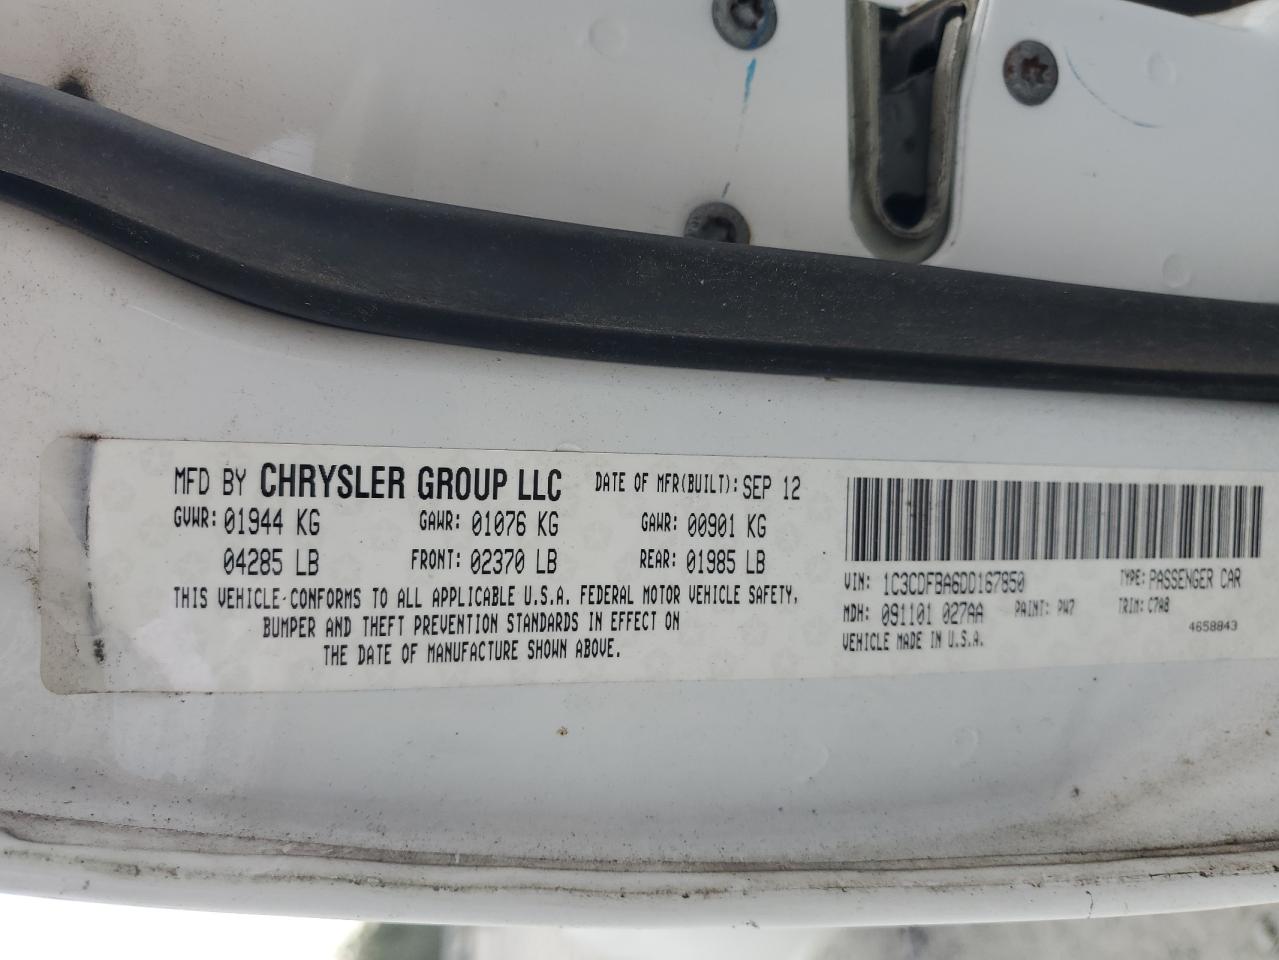 MFD BY CHRYSLER GROUP LLC DATE OF MFR(BUILT): SEP 12
GVWR: 01944 KG GAWR: 01076 KG GAWR: 00901 KG
04285 LB FRONT: 02370 LB REAR: 01985 LB
THIS VEHICLE CONFORMS TO ALL APPLICABLE U.S.A. FEDERAL MOTOR VEHICLE SAFETY,
BUMPER AND THEFT PREVENTION STANDARDS IN EFFECT ON
THE DATE OF MANUFACTURE SHOWN ABOVE.
VIN: 1C3CDFBA6DD167850 TYPE: PASSENGER CAR
MDH: 091101 027AA PAINT: PW7 TRIM: C7A8
VEHICLE MADE IN U.S.A. 4658843